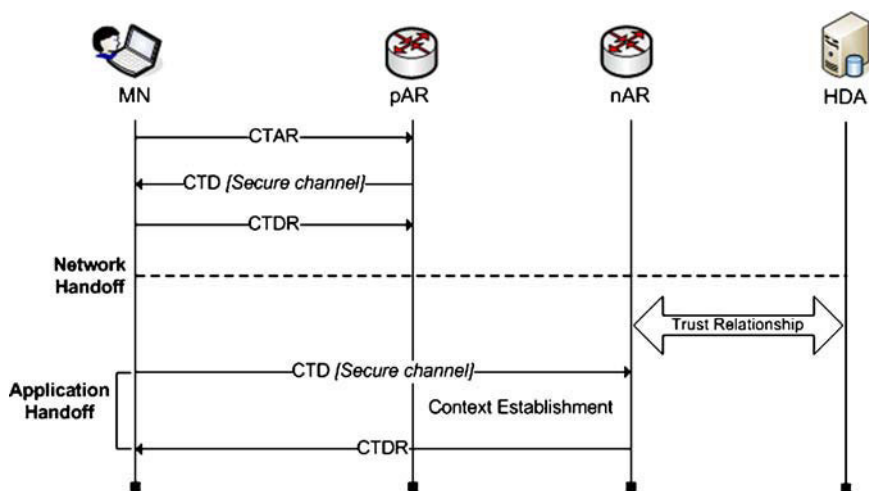 MN
pAR
nAR
HDA
CTAR
CTD [Secure channel]
CTDR
Network
Handoff
Trust Relationship
CTD [Secure channel]
Application
Handoff
Context Establishment
CTDR